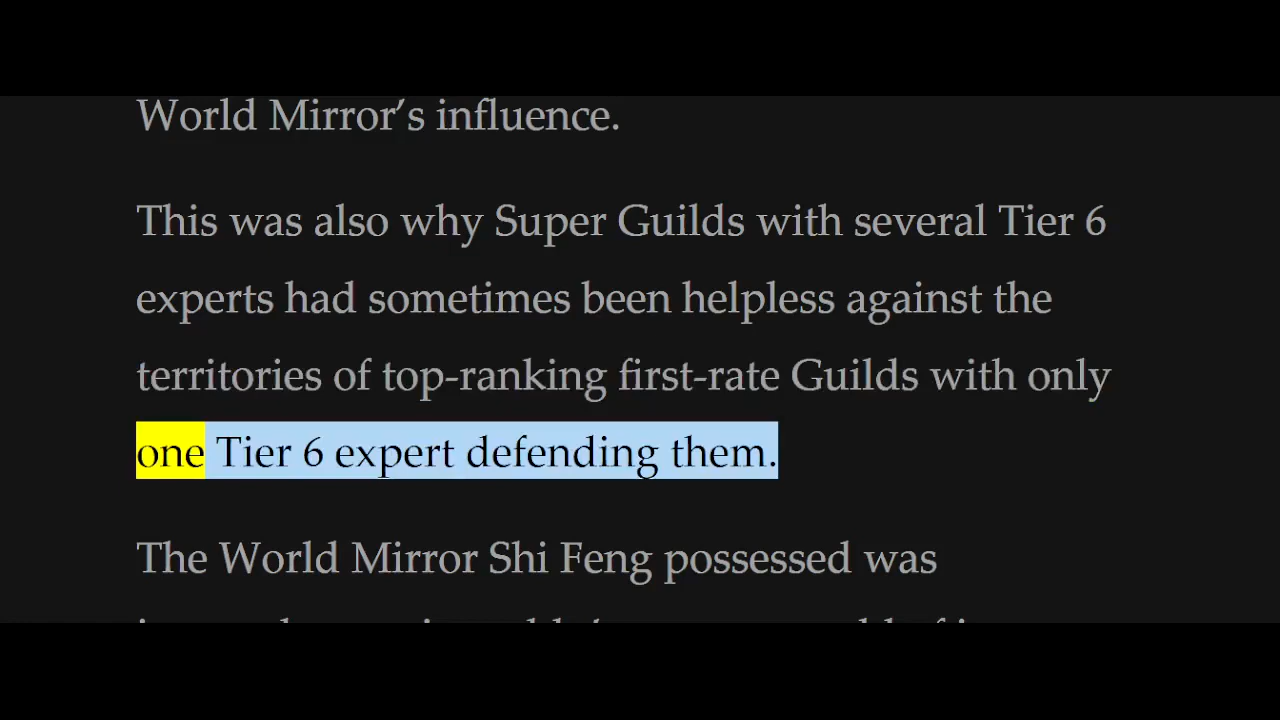 World Mirror’s influence.
This was also why Super Guilds with several Tier 6
experts had sometimes been helpless against the
territories of top-ranking first-rate Guilds with only
one Tier 6 expert defending them.
The World Mirror Shi Feng possessed was